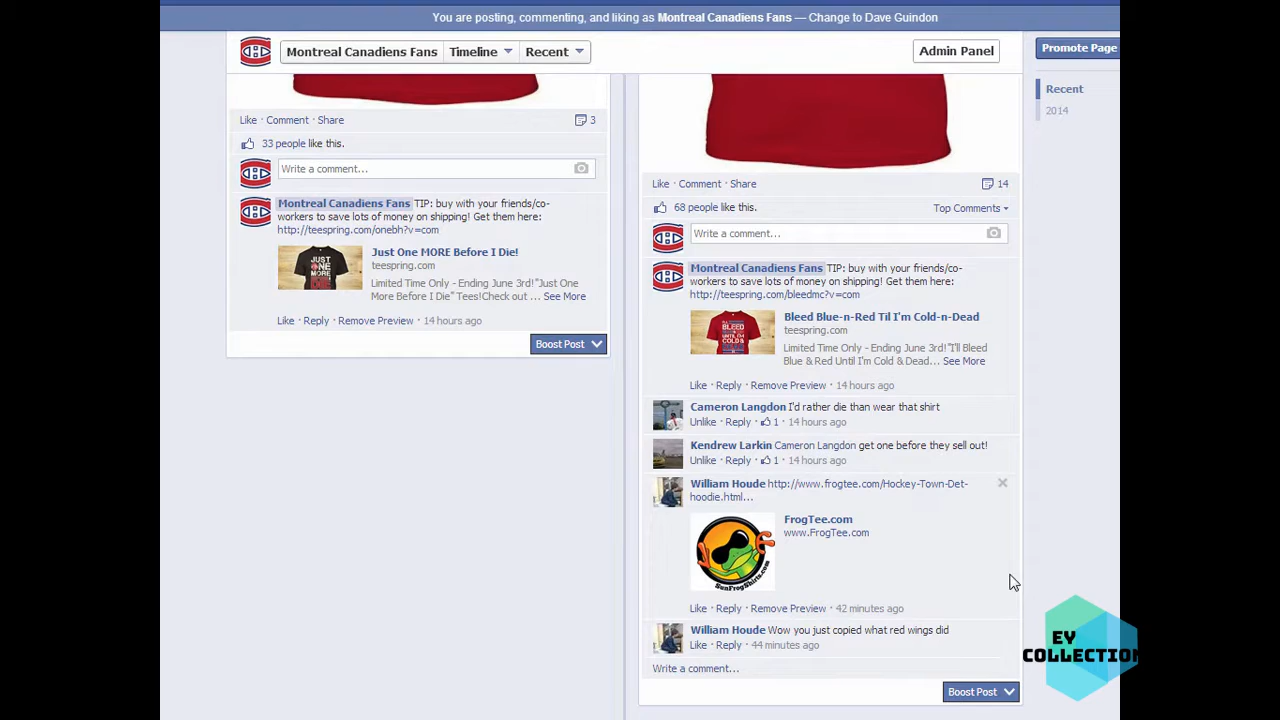 You are posting, commenting, and liking as Montreal Canadiens Fans — Change to Dave Guindon
Montreal Canadiens Fans Timeline Recent
Admin Panel
Promote Page
Recent
2014
Like · Comment · Share 3
33 people like this.
Write a comment...
Montreal Canadiens Fans TIP: buy with your friends/co-
workers to save lots of money on shipping! Get them here:
http://teespring.com/onebh?v=com
JUST
ONE
MORE
Just One MORE Before I Die!
teespring.com
Limited Time Only - Ending June 3rd!"Just One
More Before I Die" Tees!Check out ... See More
Like · Reply · Remove Preview · 14 hours ago
Boost Post
Like · Comment · Share 14
68 people like this. Top Comments
Write a comment...
Montreal Canadiens Fans TIP: buy with your friends/co-
workers to save lots of money on shipping! Get them here:
http://teespring.com/bleedmc?v=com
BLEED
UNTIL I'M
COLD &
Bleed Blue-n-Red Til I'm Cold-n-Dead
teespring.com
Limited Time Only - Ending June 3rd!"I'll Bleed
Blue & Red Until I'm Cold & Dead... See More
Like · Reply · Remove Preview · 14 hours ago
Cameron Langdon I'd rather die than wear that shirt
Unlike · Reply · 1 · 14 hours ago
Kendrew Larkin Cameron Langdon get one before they sell out!
Unlike · Reply · 1 · 14 hours ago
William Houde http://www.frogtee.com/Hockey-Town-Det-
hoodie.html...
SunFrogShirts.com
FrogTee.com
www.FrogTee.com
Like · Reply · Remove Preview · 42 minutes ago
William Houde Wow you just copied what red wings did
Like · Reply · 44 minutes ago
Write a comment...
Boost Post
EY
COLLECTION